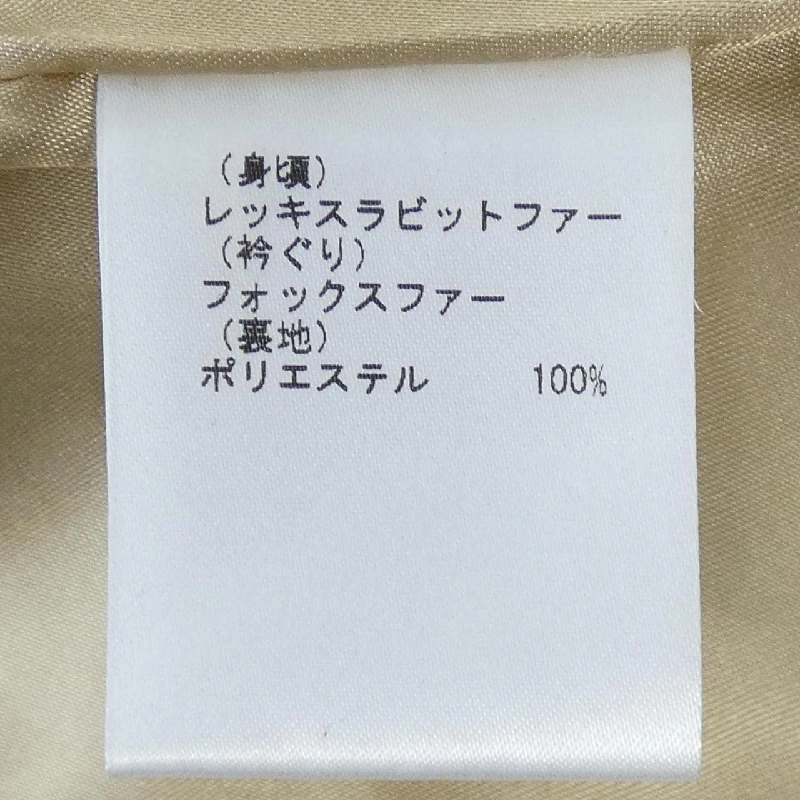 (身頃)
レッキスラビットファー
(衿ぐり)
フォックスファー
(裏地)
ポリエステル 100%